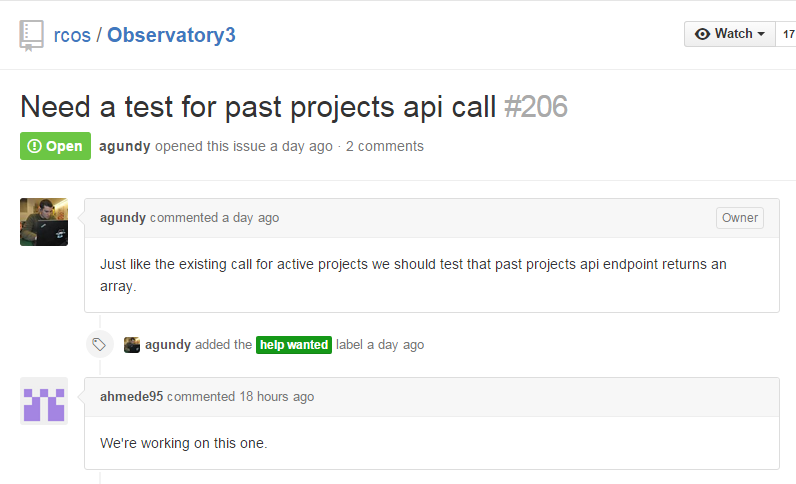 rcos / Observatory3
Watch
17
Need a test for past projects api call #206
Open agundy opened this issue a day ago · 2 comments
agundy commented a day ago
Owner
Just like the existing call for active projects we should test that past projects api endpoint returns an
array.
agundy added the help wanted label a day ago
ahmede95 commented 18 hours ago
We're working on this one.